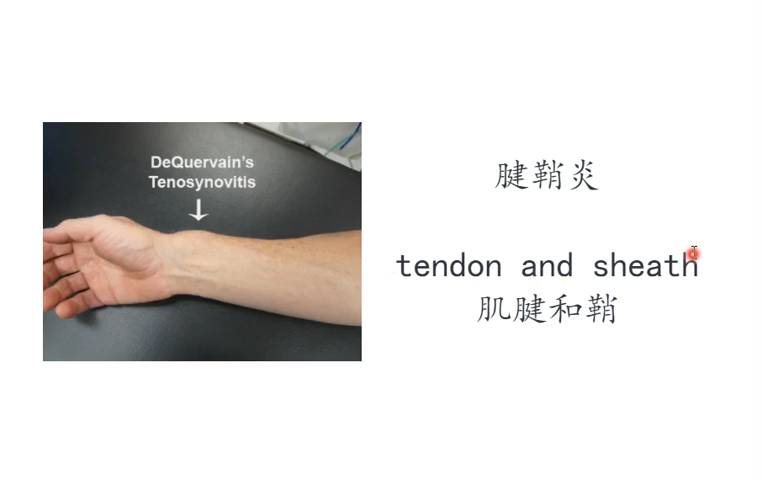 DeQuervain's
Tenosynovitis
腱鞘炎
tendon and sheath
肌腱和鞘